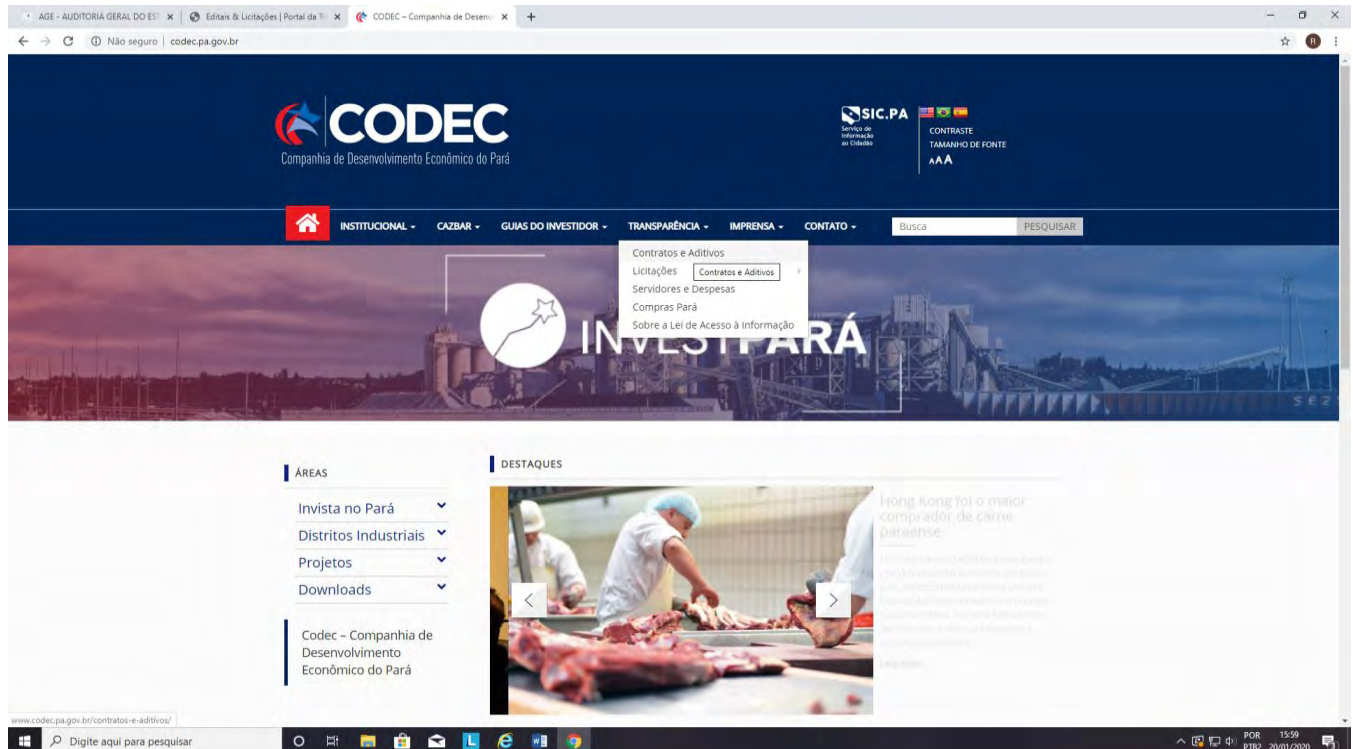 AGE - AUDITORIA GERAL DO EST
Editais & Licitações | Portal da Tr
CODEC – Companhia de Desenv
Não seguro | codec.pa.gov.br
PI
CODEC
Companhia de Desenvolvimento Econômico do Pará
SIC.PA
Serviço de
Informação
ao Cidadão
CONTRASTE
TAMANHO DE FONTE
AAA
INSTITUCIONAL
CAZBAR
GUIAS DO INVESTIDOR
TRANSPARÊNCIA
IMPRENSA
CONTATO
Busca
PESQUISAR
Contratos e Aditivos
Licitações
Contratos e Aditivos
Servidores e Despesas
Compras Pará
Sobre a Lei de Acesso à Informação
INVESTPARÁ
ÁREAS
Invista no Pará
Distritos Industriais
Projetos
Downloads
Codec – Companhia de
Desenvolvimento
Econômico do Pará
DESTAQUES
Hong Kong foi o maior
comprador de carne
paraense
www.codec.pa.gov.br/contratos-e-aditivos/
Digite aqui para pesquisar
POR
PTB2
15:59
20/01/2020